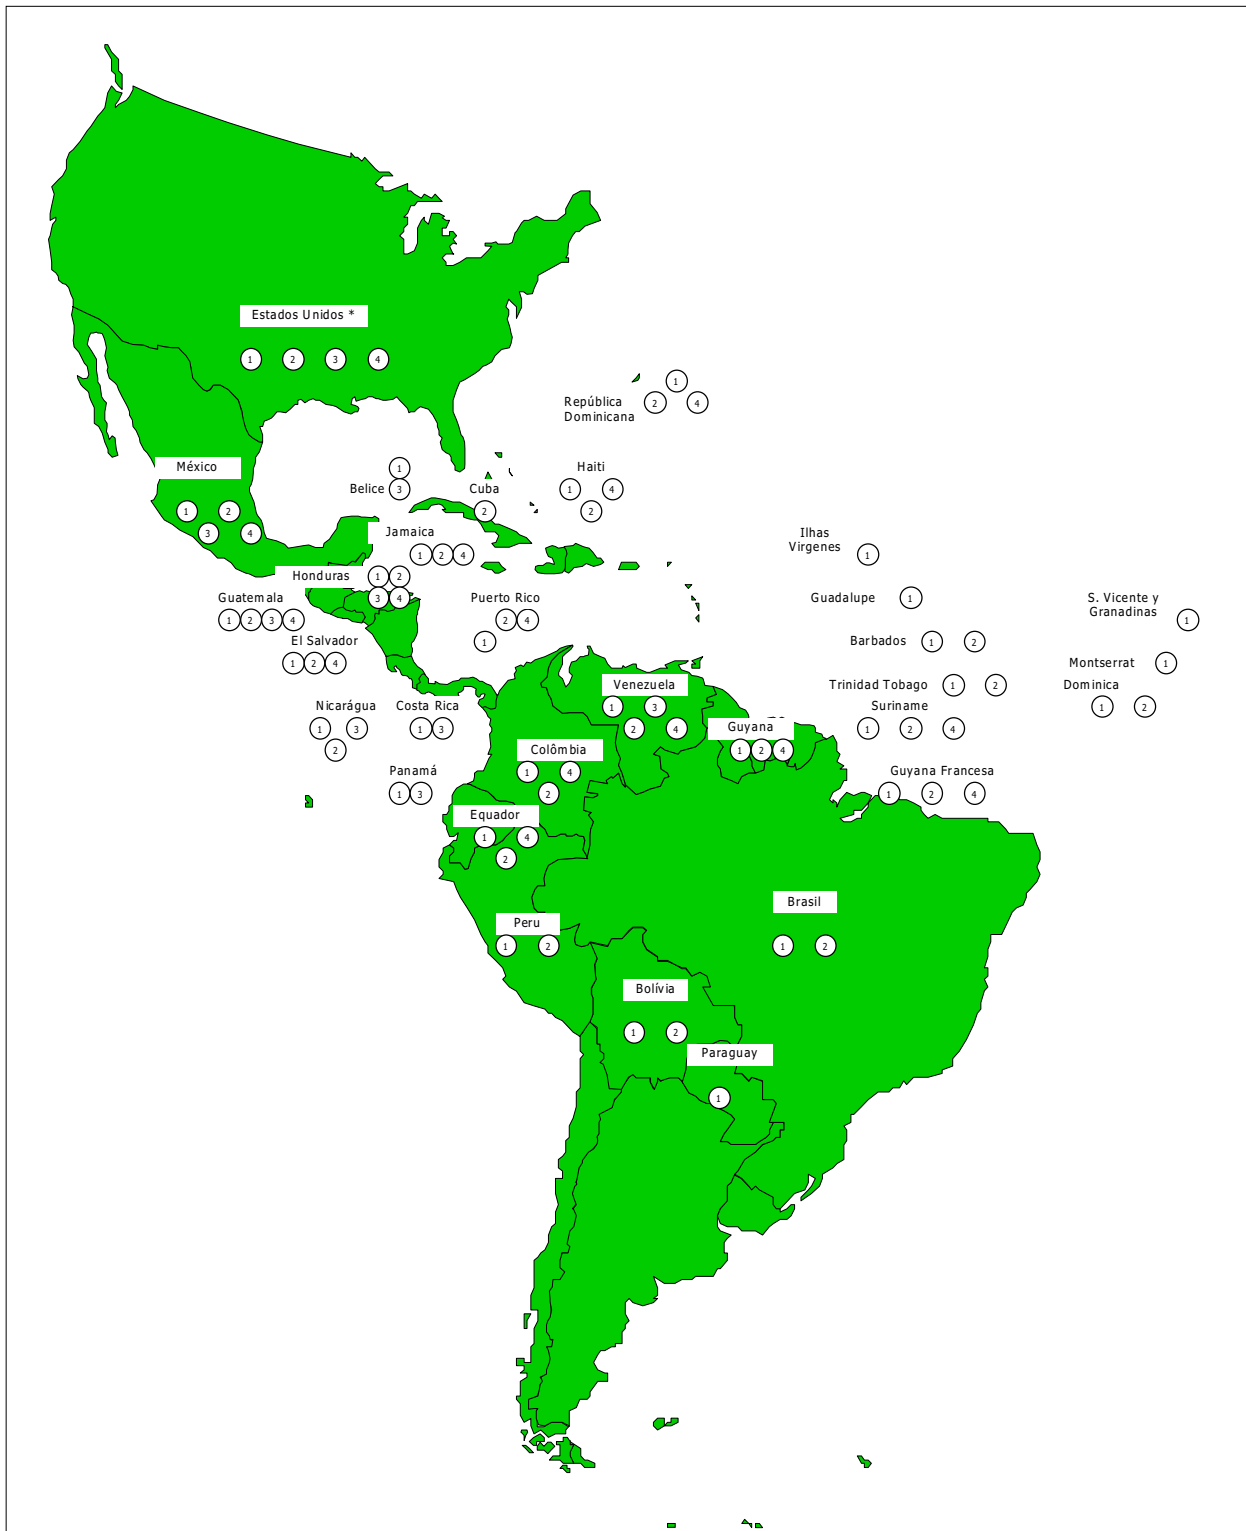 Estados Unidos *
1 2 3 4
1
República
Dominicana
2 4
México
1 2
3 4
1
Belice 3
Cuba
2
Haiti
1 4
2
Jamaica
1 2 4
Ilhas
Virgenes
1
Honduras
1 2
3 4
Guatemala
1 2 3 4
Puerto Rico
2 4
1
Guadalupe 1
S. Vicente y
Granadinas
1
El Salvador
1 2 4
Barbados 1 2
Montserrat 1
Venezuela
1 3
2 4
Trinidad Tobago 1 2
Dominica
1 2
Nicarágua
1 3
2
Costa Rica
1 3
Suriname
1 2 4
Guyana
1 2 4
Colômbia
1 4
2
Panamá
1 3
Guyana Francesa
1 2 4
Equador
1 4
2
Peru
1 2
Brasil
1 2
Bolívia
1 2
Paraguay
1